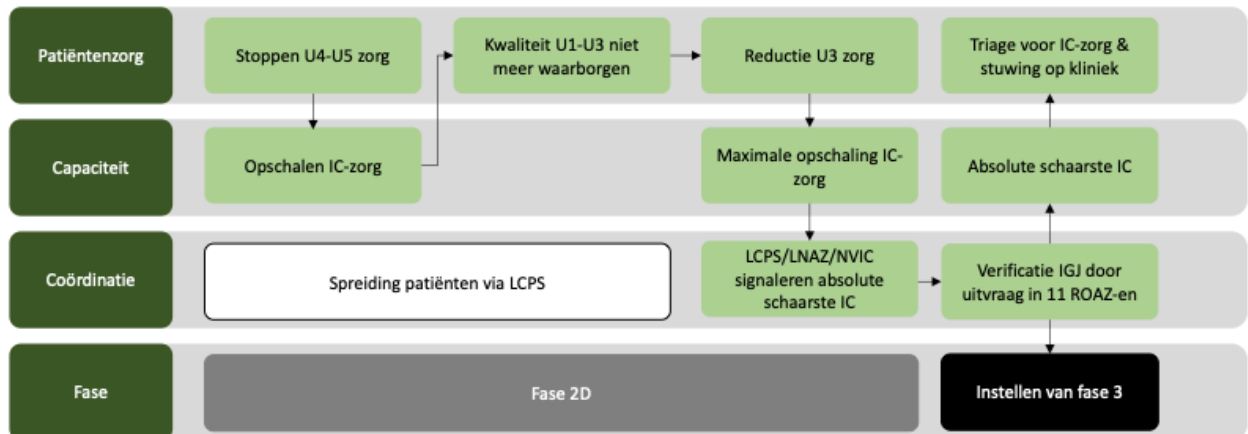 Patiëntenzorg
Stoppen U4-U5 zorg
Kwaliteit U1-U3 niet
meer waarborgen
Reductie U3 zorg
Triage voor IC-zorg &
stuwing op kliniek
Capaciteit
Opschalen IC-zorg
Maximale opschaling IC-
zorg
Absolute schaarste IC
Coördinatie
Spreiding patiënten via LCPS
LCPS/LNAZ/NVIC
signaleren absolute
schaarste IC
Verificatie IGJ door
uitvraag in 11 ROAZ-en
Fase
Fase 2D
Instellen van fase 3